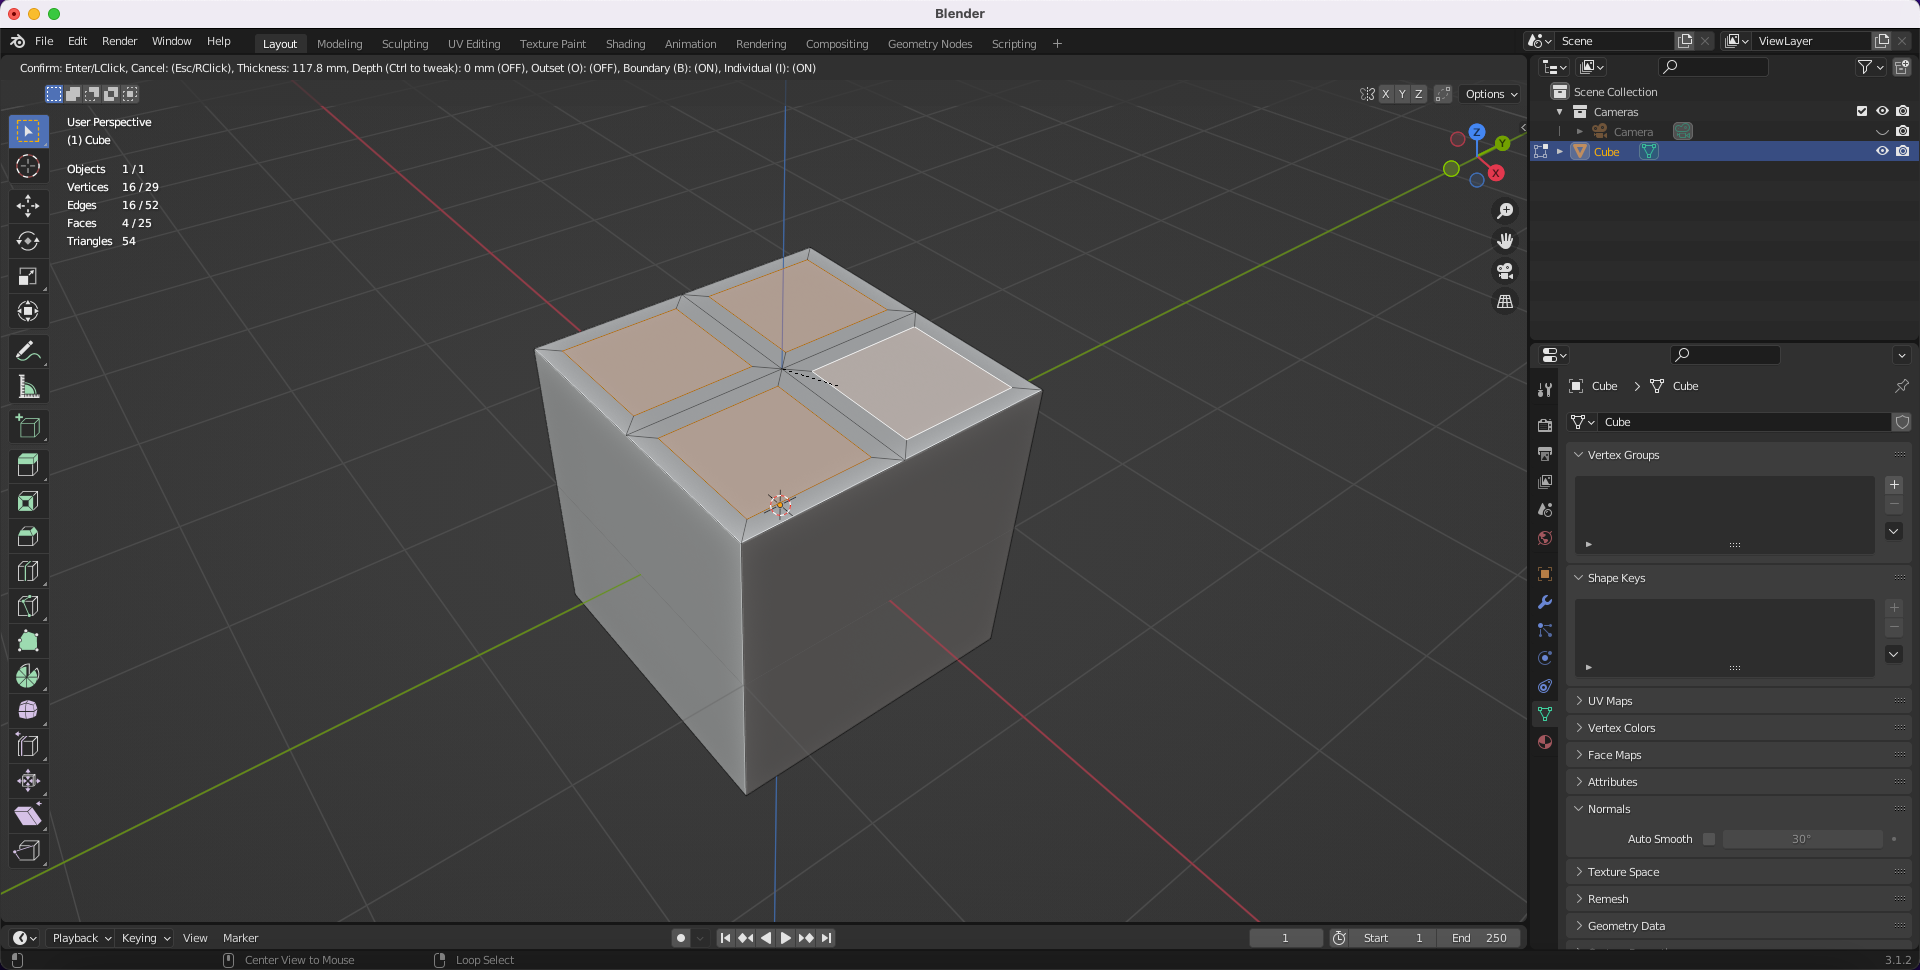 Blender
File Edit Render Window Help Layout Modeling Sculpting UV Editing Texture Paint Shading Animation Rendering Compositing Geometry Nodes Scripting + Scene ViewLayer
Confirm: Enter/LClick, Cancel: (Esc/RClick), Thickness: 117.8 mm, Depth (Ctrl to tweak): 0 mm (OFF), Outset (O): (OFF), Boundary (B): (ON), Individual (I): (ON)
X Y Z Options
User Perspective
(1) Cube
Objects 1/1
Vertices 16/29
Edges 16/52
Faces 4/25
Triangles 54
Z
Y
X
Scene Collection
Cameras
Camera
Cube
Cube > Cube
Cube
Vertex Groups
Shape Keys
UV Maps
Vertex Colors
Face Maps
Attributes
Normals
Auto Smooth 30°
Texture Space
Remesh
Geometry Data
Playback Keying View Marker 1 Start 1 End 250
Center View to Mouse Loop Select 3.1.2